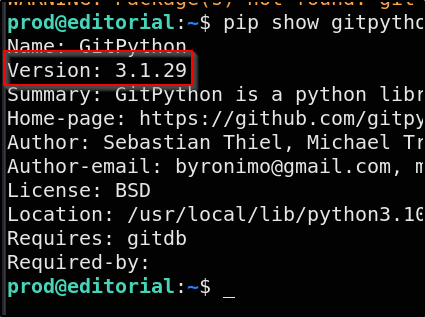 WARNING: Package(s) not found: git
prod@editorial:~$ pip show gitpytho
Name: GitPython
Version: 3.1.29
Summary: GitPython is a python libr
Home-page: https://github.com/gitpy
Author: Sebastian Thiel, Michael Tr
Author-email: byronimo@gmail.com, m
License: BSD
Location: /usr/local/lib/python3.10
Requires: gitdb
Required-by:
prod@editorial:~$ _